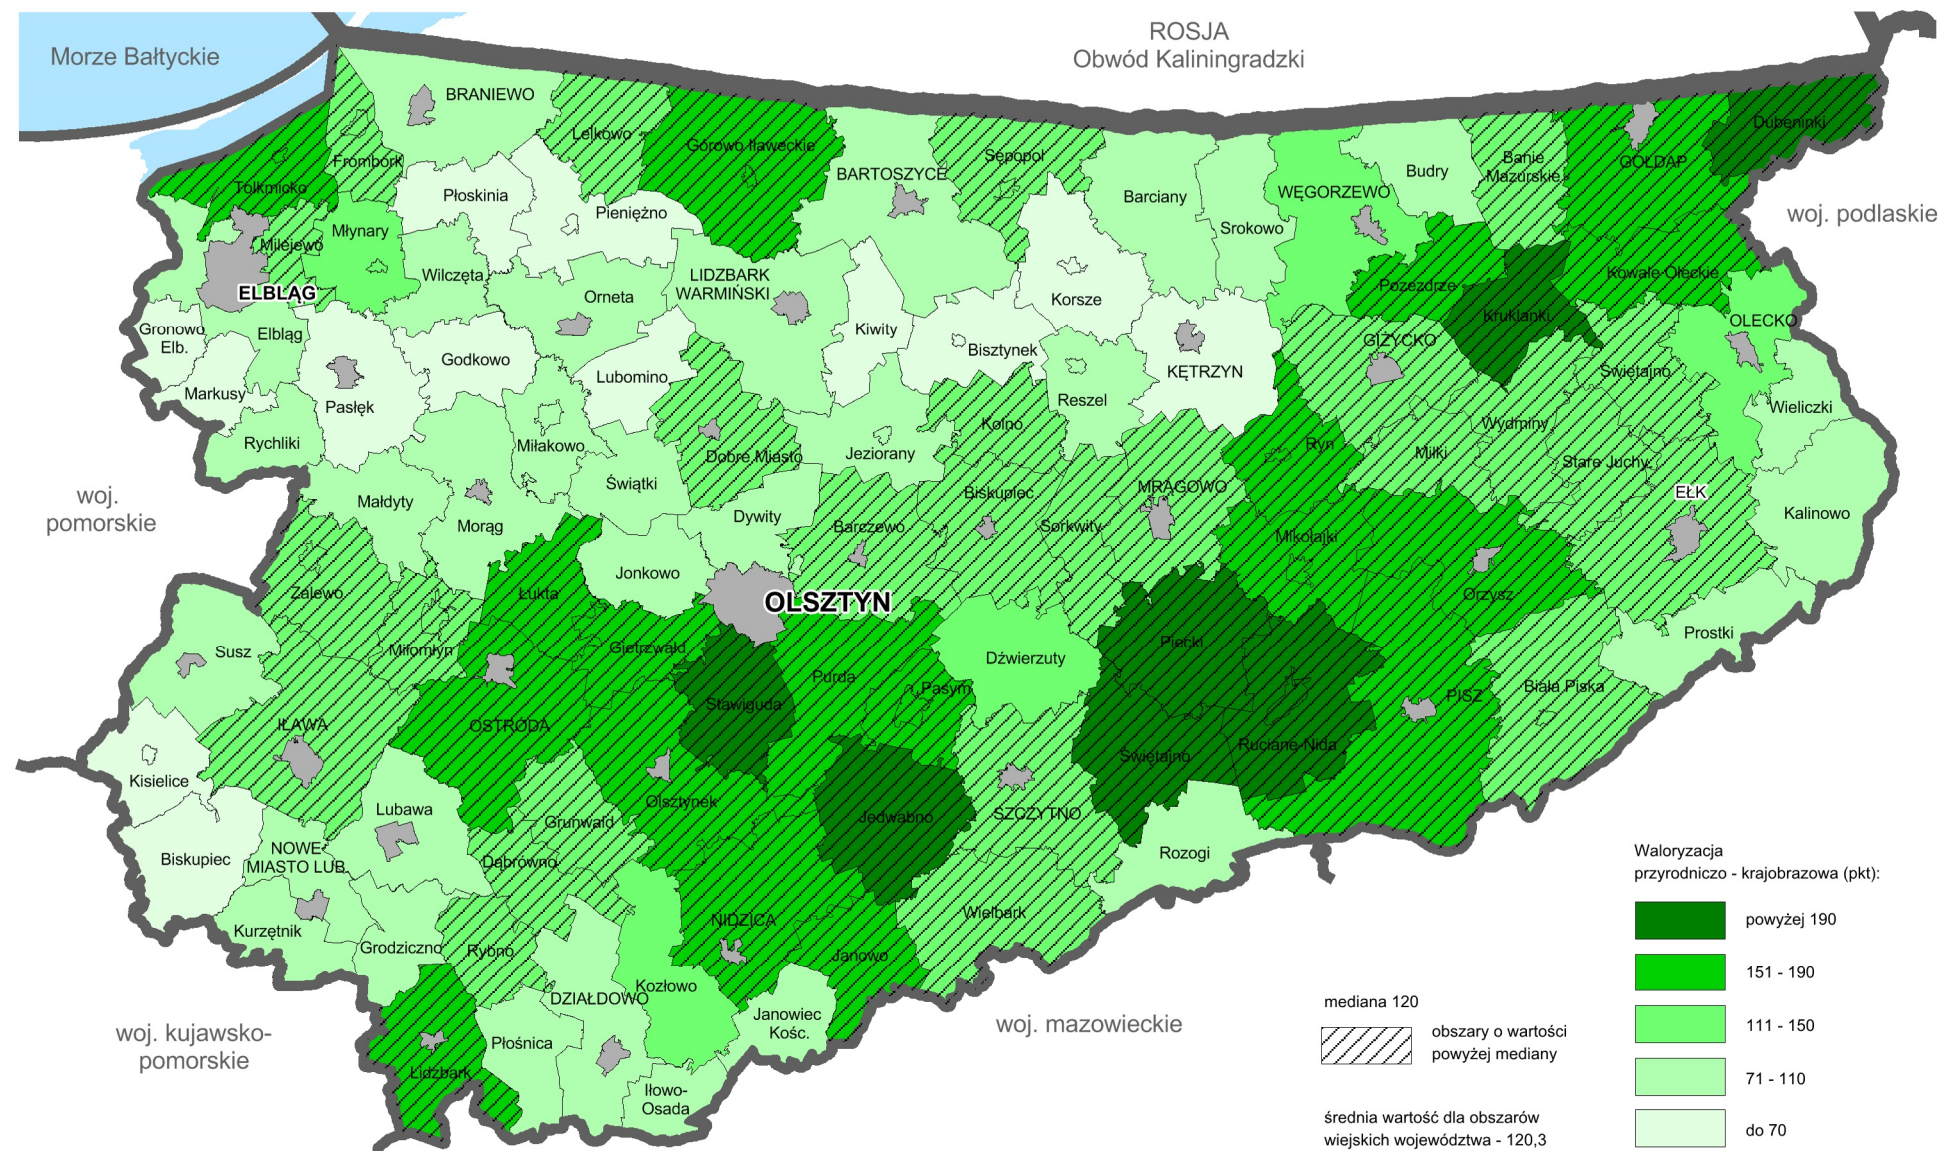 Morze Bałtyckie
ROSJA
Obwód Kaliningradzki
woj. podlaskie
woj.
pomorskie
woj. kujawsko-
pomorskie
woj. mazowieckie
BRANIEWO
Lelkowo
Górowo Iławeckie
Frombork
Tolkmicko
Płoskinia
Pieniężno
BARTOSZYCE
Sępopol
Barciany
Srokowo
WĘGORZEWO
Budry
Banie
Mazurskie
GOŁDAP
Dubeninki
Milejewo
Młynary
Wilczęta
ELBLĄG
Orneta
LIDZBARK
WARMIŃSKI
Kiwity
Korsze
Pozezdrze
Kruklanki
Kowale Oleckie
OLECKO
Gronowo
Elb.
Elbląg
Markusy
Pasłęk
Godkowo
Lubomino
Bisztynek
KĘTRZYN
Reszel
GIŻYCKO
Świętajno
Wieliczki
Rychliki
Miłakowo
Dobre Miasto
Jeziorany
Kolno
Ryn
Miłki
Wydminy
Stare Juchy
EŁK
Kalinowo
Małdyty
Morąg
Świątki
Dywity
Barczewo
Biskupiec
Sorkwity
MRĄGOWO
Mikołajki
Orzysz
Prostki
Zalewo
Miłomłyn
Łukta
Jonkowo
OLSZTYN
Gietrzwałd
Stawiguda
Purda
Pasym
Dźwierzuty
Piecki
Ruciane-Nida
Świętajno
PISZ
Biała Piska
Susz
IŁAWA
OSTRÓDA
Kisielice
Biskupiec
Lubawa
NOWE
MIASTO LUB.
Kurzętnik
Grodziczno
Grunwald
Dąbrówno
Olsztynek
Jedwabno
SZCZYTNO
Rozogi
Wielbark
NIDZICA
Janowo
Rybno
DZIAŁDOWO
Kozłowo
Janowiec
Kośc.
Płośnica
Lidzbark
Iłowo-
Osada
mediana 120
obszary o wartości
powyżej mediany
średnia wartość dla obszarów
wiejskich województwa - 120,3
Waloryzacja
przyrodniczo - krajobrazowa (pkt):
powyżej 190
151 - 190
111 - 150
71 - 110
do 70